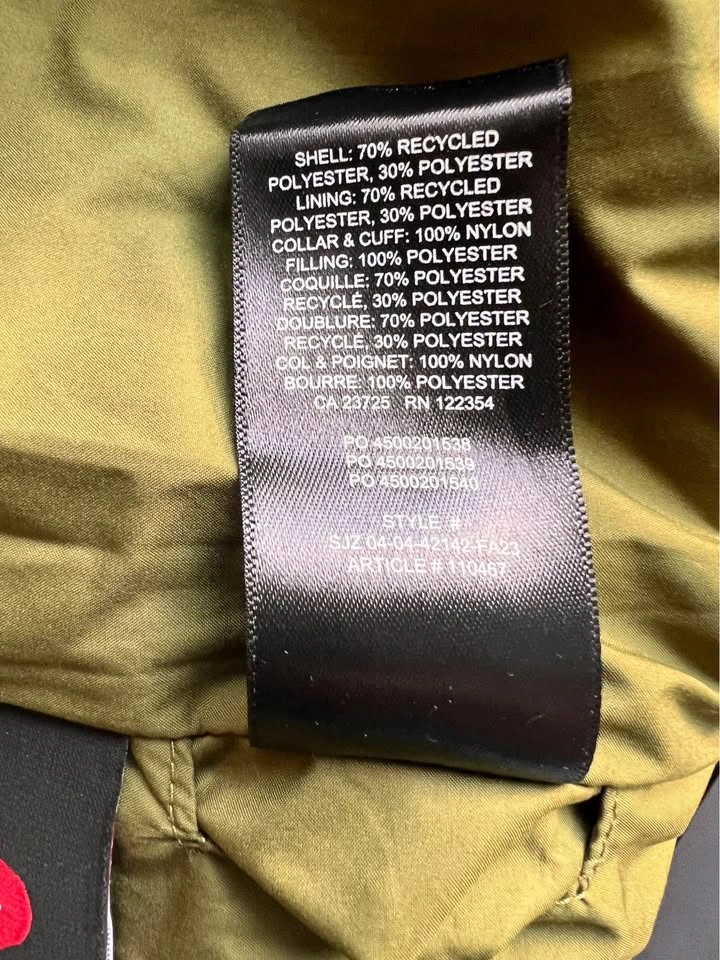 SHELL: 70% RECYCLED
POLYESTER, 30% POLYESTER
LINING: 70% RECYCLED
POLYESTER, 30% POLYESTER
COLLAR & CUFF: 100% NYLON
FILLING: 100% POLYESTER
COQUILLE: 70% POLYESTER
RECYCLÉ, 30% POLYESTER
DOUBLURE: 70% POLYESTER
RECYCLÉ, 30% POLYESTER
COL & POIGNET: 100% NYLON
BOURRE: 100% POLYESTER
CA 23725 RN 122354
PO 4500201538
PO 4500201539
PO 4500201540
STYLE #
SJZ 04-04-42142-FA23
ARTICLE # 110467